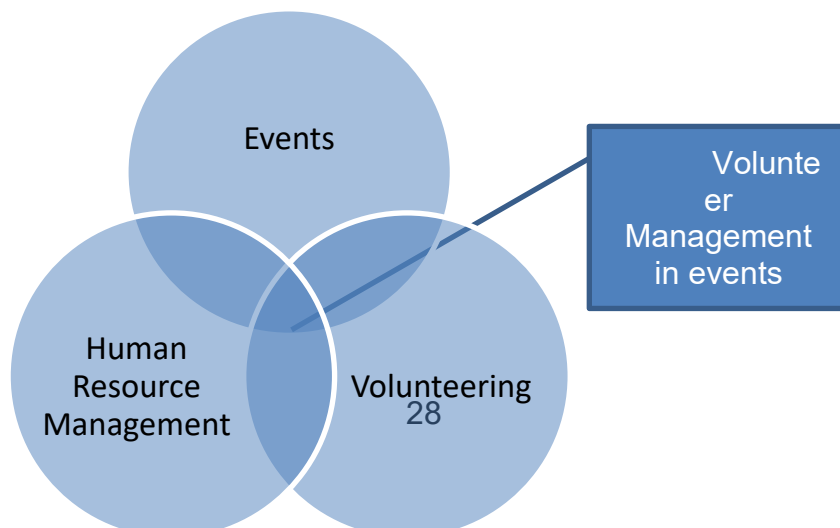 Events
Volunte
er
Management
in events
Human
Resource
Management
Volunteering
28